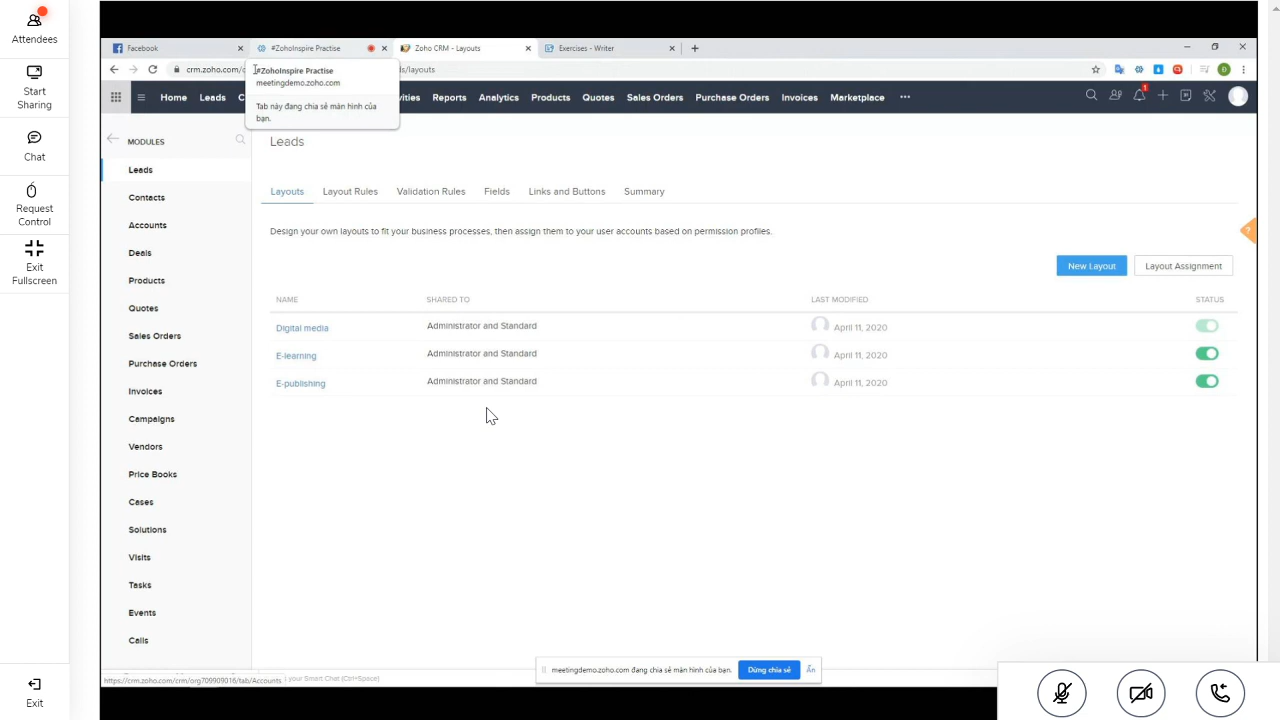 Attendees
Start
Sharing
Chat
Request
Control
Exit
Fullscreen
Exit
Facebook
#ZohoInspire Practise
Zoho CRM - Layouts
Exercises - Writer
crm.zoho.com/
s/layouts
#ZohoInspire Practise
meetingdemo.zoho.com
Tab này đang chia sẻ màn hình của
bạn.
Home Leads C vities Reports Analytics Products Quotes Sales Orders Purchase Orders Invoices Marketplace
1
MODULES
Leads
Contacts
Accounts
Deals
Products
Quotes
Sales Orders
Purchase Orders
Invoices
Campaigns
Vendors
Price Books
Cases
Solutions
Visits
Tasks
Events
Calls
Leads
Layouts Layout Rules Validation Rules Fields Links and Buttons Summary
Design your own layouts to fit your business processes, then assign them to your user accounts based on permission profiles.
New Layout Layout Assignment
NAME SHARED TO LAST MODIFIED STATUS
Digital media Administrator and Standard April 11, 2020
E-learning Administrator and Standard April 11, 2020
E-publishing Administrator and Standard April 11, 2020
meetingdemo.zoho.com đang chia sẻ màn hình của bạn. Dừng chia sẻ Ẩn
https://crm.zoho.com/crm/org709909016/tab/Accounts
your Smart Chat (Ctrl+Space)